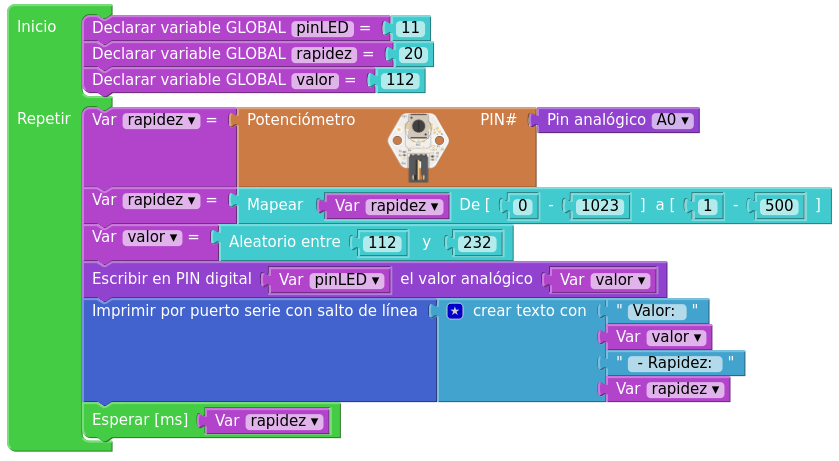 Inicio
Declarar variable GLOBAL pinLED = 11
Declarar variable GLOBAL rapidez = 20
Declarar variable GLOBAL valor = 112
Repetir
Var rapidez ▾ = Potenciómetro PIN# Pin analógico A0 ▾
Var rapidez ▾ = Mapear Var rapidez ▾ De [ 0 - 1023 ] a [ 1 - 500 ]
Var valor ▾ = Aleatorio entre 112 y 232
Escribir en PIN digital Var pinLED ▾ el valor analógico Var valor ▾
Imprimir por puerto serie con salto de línea crear texto con " Valor: "
Var valor ▾
" - Rapidez: "
Var rapidez ▾
Esperar [ms] Var rapidez ▾